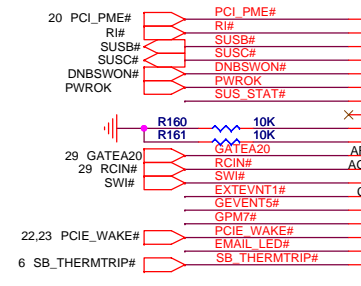 20 PCI_PME# PCI_PME#
RI# RI#
SUSB# SUSB#
SUSC# SUSC#
DNBSWON# DNBSWON#
PWROK PWROK
SUS_STAT#
R160 10K
R161 10K
29 GATEA20 GATEA20
29 RCIN# RCIN#
SWI# SWI#
EXTEVNT1#
GEVENT5#
GPM7#
22,23 PCIE_WAKE# PCIE_WAKE#
EMAIL_LED#
6 SB_THERMTRIP# SB_THERMTRIP#